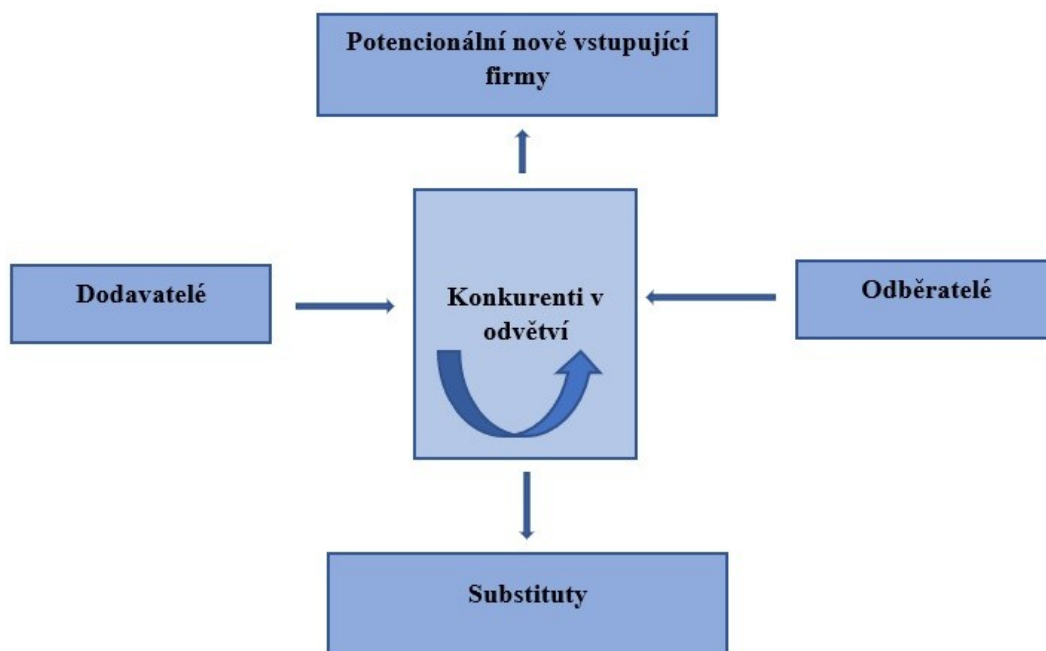 Potencionální nově vstupující
firmy
Dodavatelé
Konkurenti v
odvětví
Odběratelé
Substituty